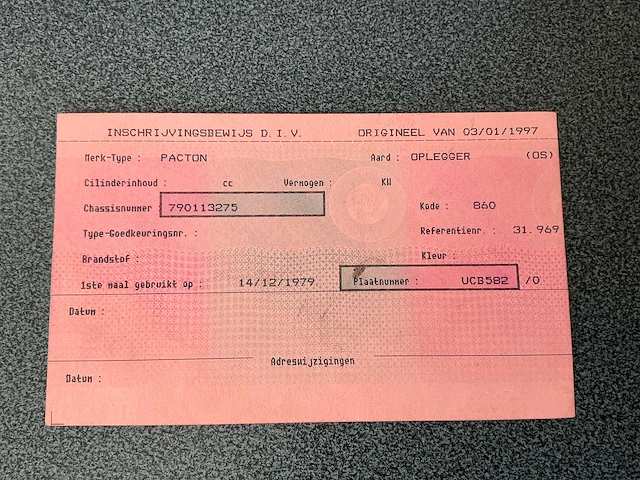 INSCHRIJVINGSBEWIJS D.I.V. ORIGINEEL VAN 03/01/1997
Merk-Type : PACTON Aard : OPLEGGER (OS)
Cilinderinhoud : cc Vermogen : KW
Chassisnummer : 790113275 Kode : 860
Type-Goedkeuringsnr. : Referentienr. : 31.969
Brandstof : Kleur :
1ste maal gebruikt op : 14/12/1979 Plaatnummer : UCB582 /0
Datum :
Adreswijzigingen
Datum :